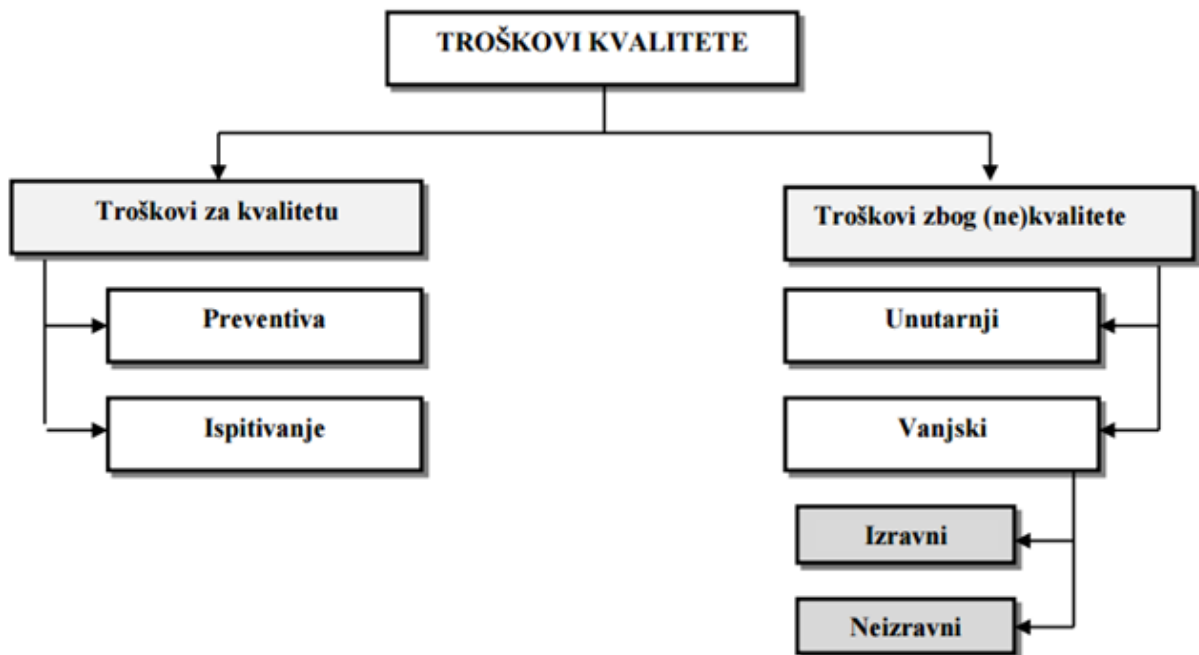 TROŠKOVI KVALITETE
Troškovi za kvalitetu
Troškovi zbog (ne)kvalitete
Preventiva
Unutarnji
Ispitivanje
Vanjski
Izravni
Neizravni